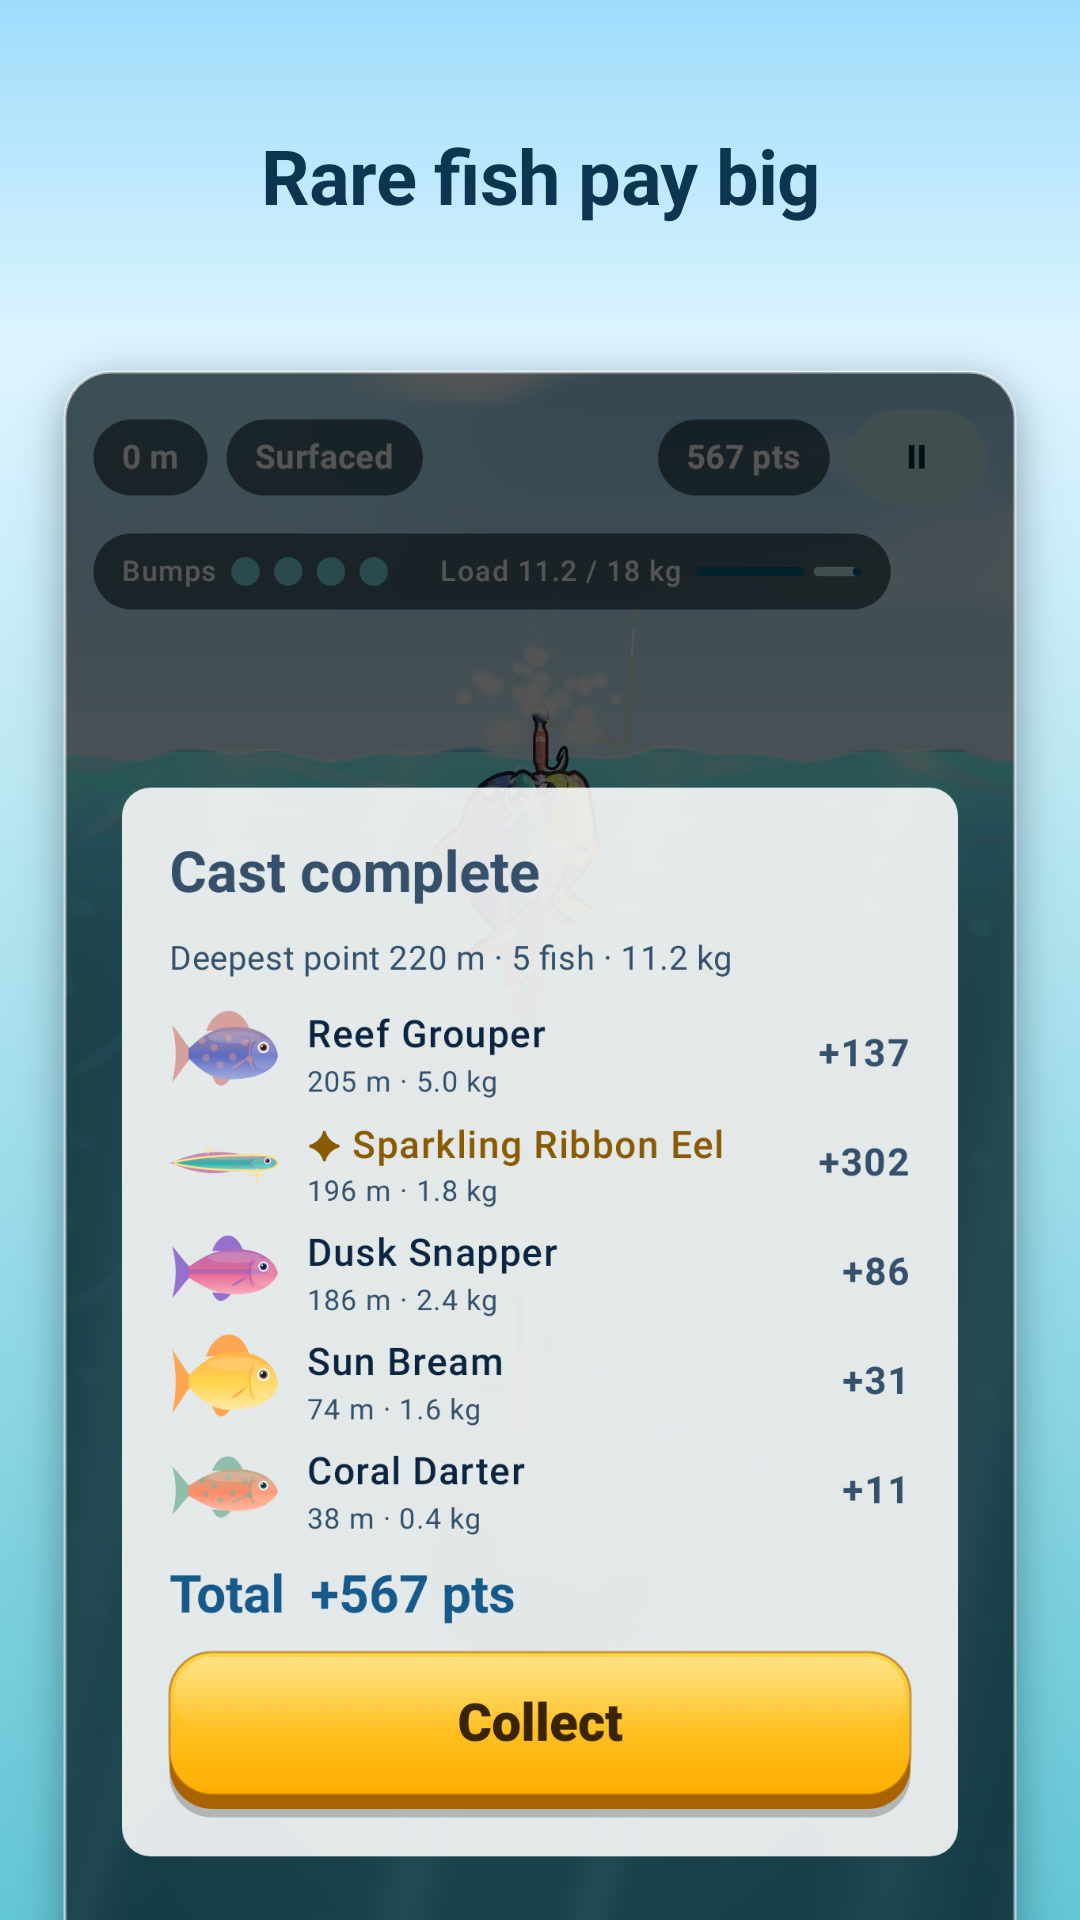 Rare fish pay big
0 m
Surfaced
567 pts
Bumps
Load 11.2 / 18 kg
Cast complete
Deepest point 220 m · 5 fish · 11.2 kg
Reef Grouper
+137
205 m · 5.0 kg
✦ Sparkling Ribbon Eel
+302
196 m · 1.8 kg
Dusk Snapper
+86
186 m · 2.4 kg
Sun Bream
+31
74 m · 1.6 kg
Coral Darter
+11
38 m · 0.4 kg
Total +567 pts
Collect